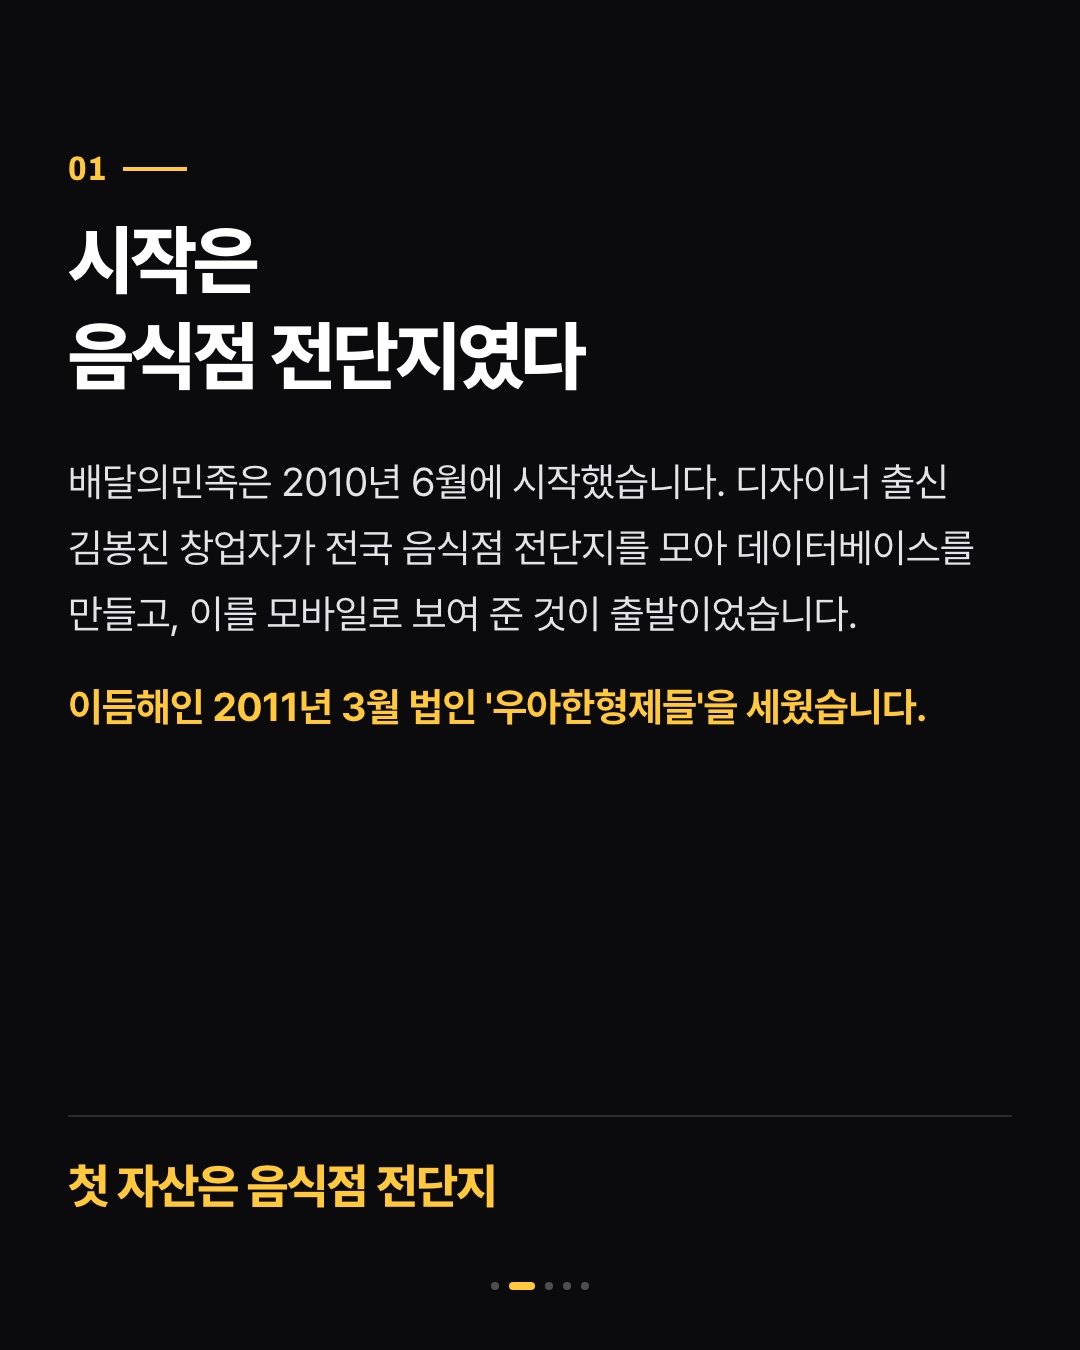 01
시작은
음식점 전단지였다
배달의민족은 2010년 6월에 시작했습니다. 디자이너 출신
김봉진 창업자가 전국 음식점 전단지를 모아 데이터베이스를
만들고, 이를 모바일로 보여 준 것이 출발이었습니다.
이듬해인 2011년 3월 법인 '우아한형제들'을 세웠습니다.
첫 자산은 음식점 전단지